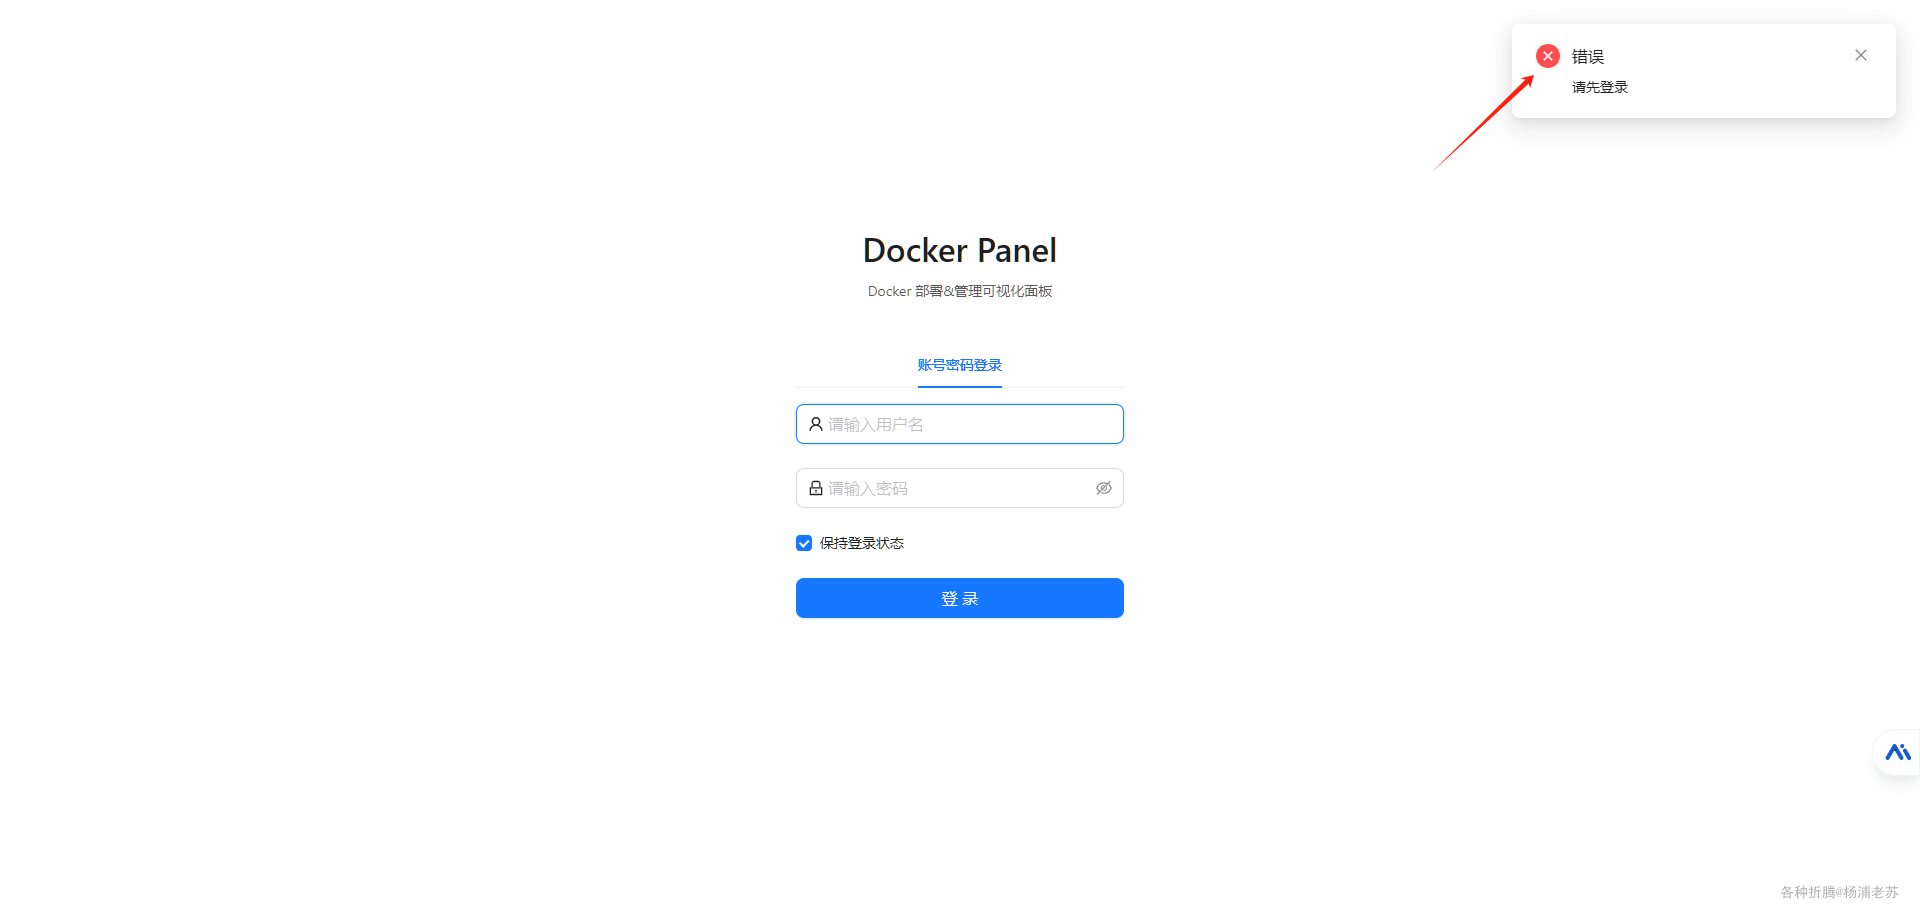 错误
请先登录
Docker Panel
Docker 部署&管理可视化面板
账号密码登录
请输入用户名
请输入密码
保持登录状态
登 录
各种折腾@杨浦老苏